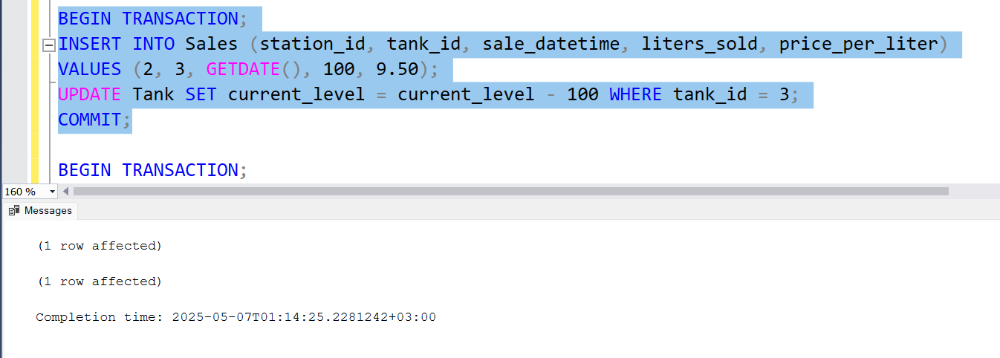 BEGIN TRANSACTION;
INSERT INTO Sales (station_id, tank_id, sale_datetime, liters_sold, price_per_liter)
VALUES (2, 3, GETDATE(), 100, 9.50);
UPDATE Tank SET current_level = current_level - 100 WHERE tank_id = 3;
COMMIT;
BEGIN TRANSACTION;
160 %
Messages
(1 row affected)
(1 row affected)
Completion time: 2025-05-07T01:14:25.2281242+03:00